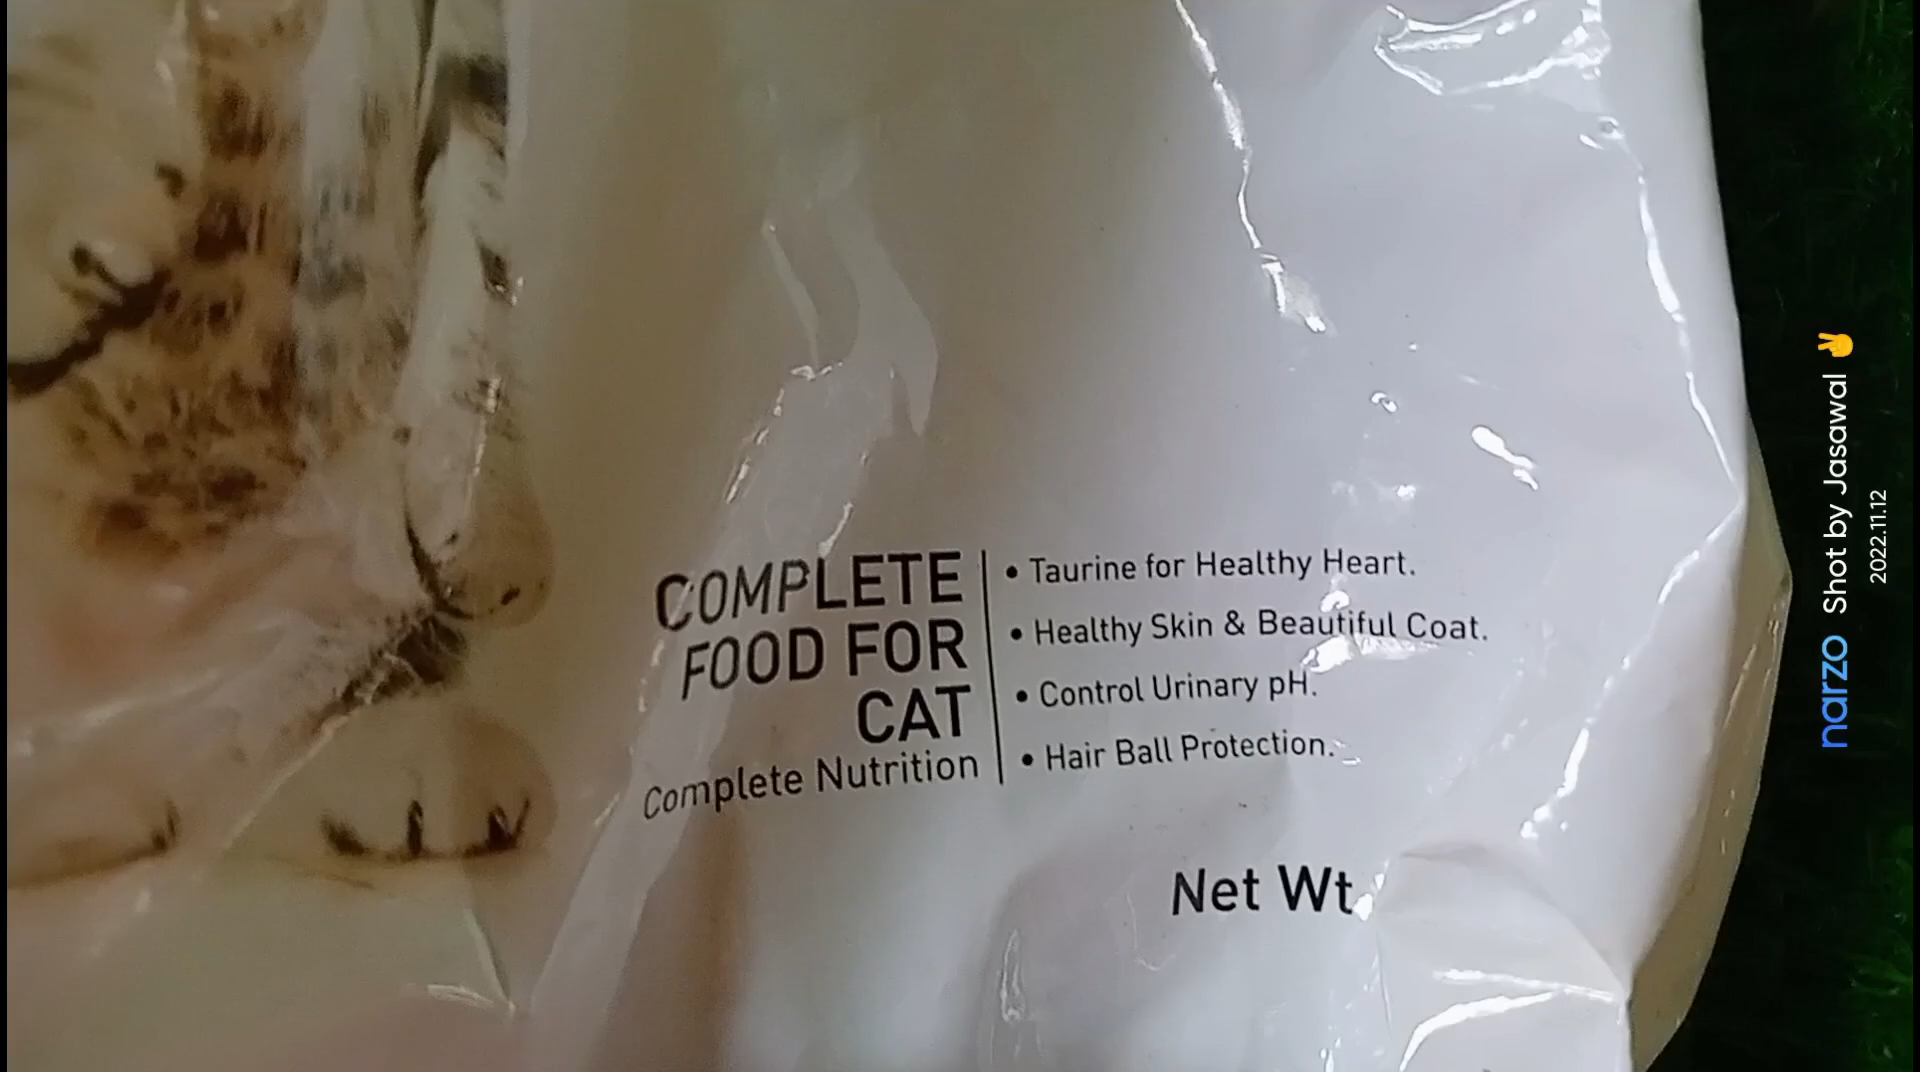 COMPLETE
FOOD FOR
CAT
Complete Nutrition
• Taurine for Healthy Heart.
• Healthy Skin & Beautiful Coat.
• Control Urinary pH.
• Hair Ball Protection.
Net Wt.
narzo Shot by Jasawal ✌
2022.11.12